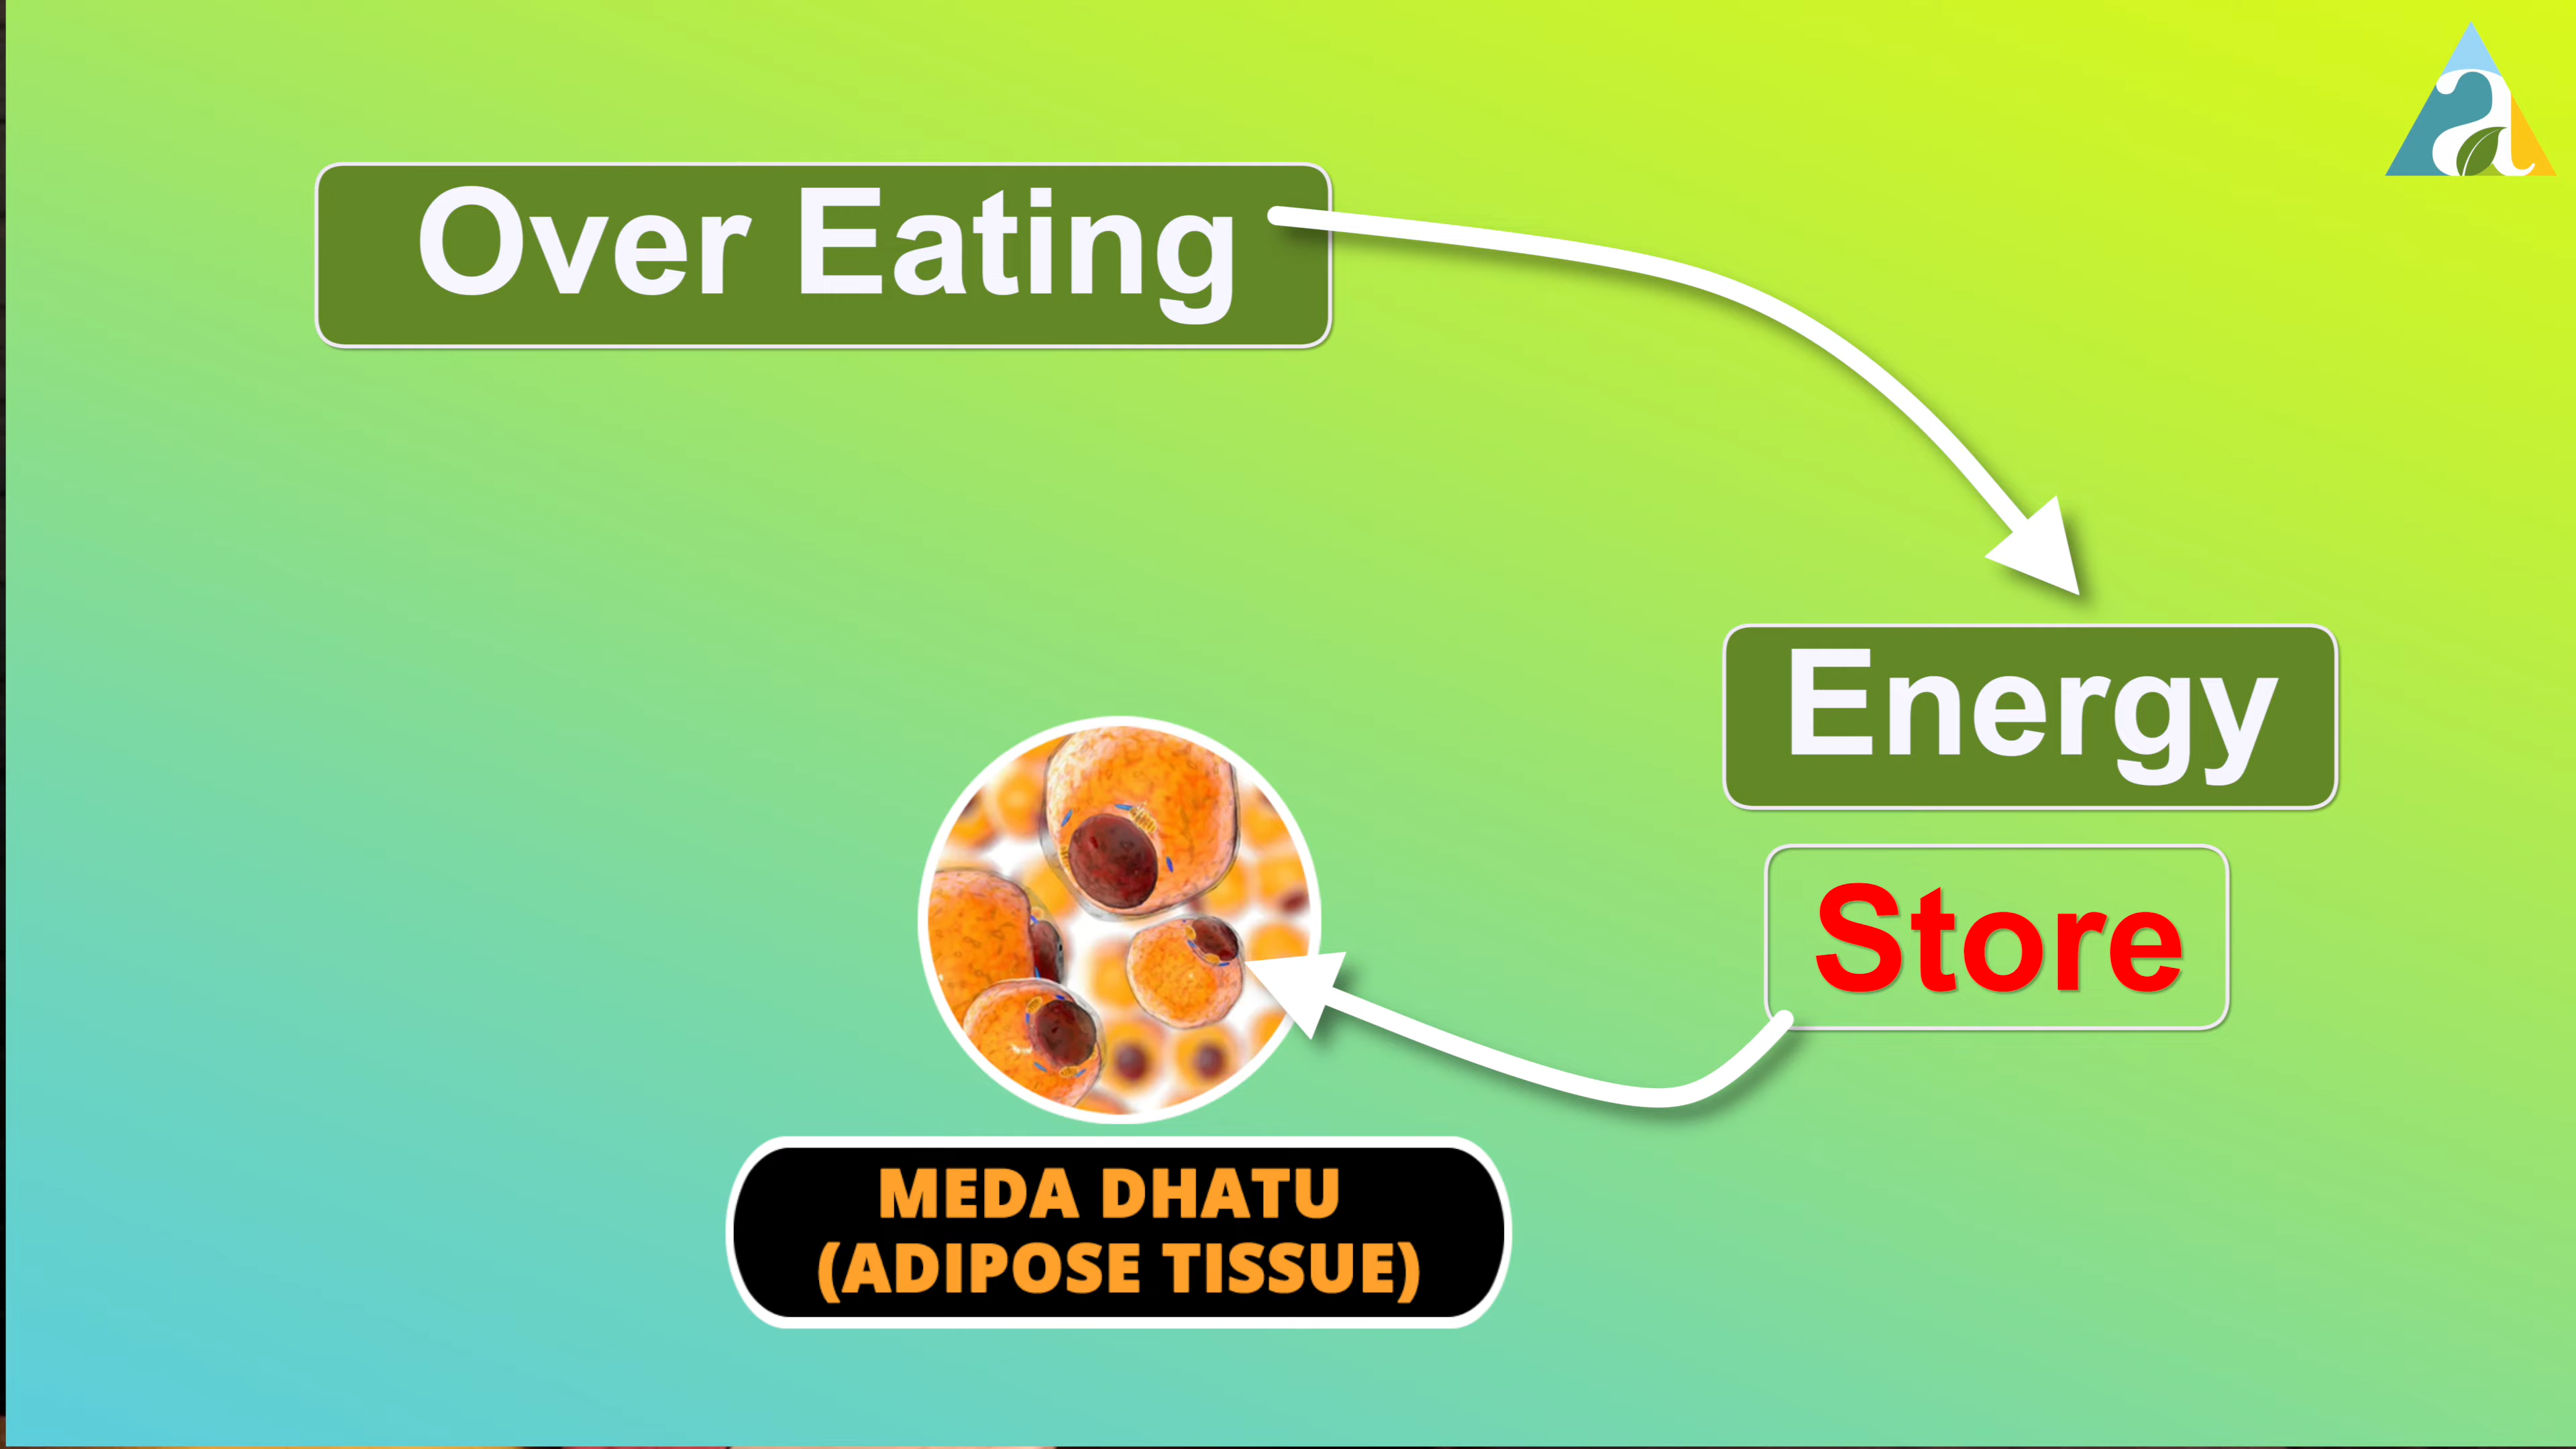 Over Eating
Energy
Store
MEDA DHATU
(ADIPOSE TISSUE)
a